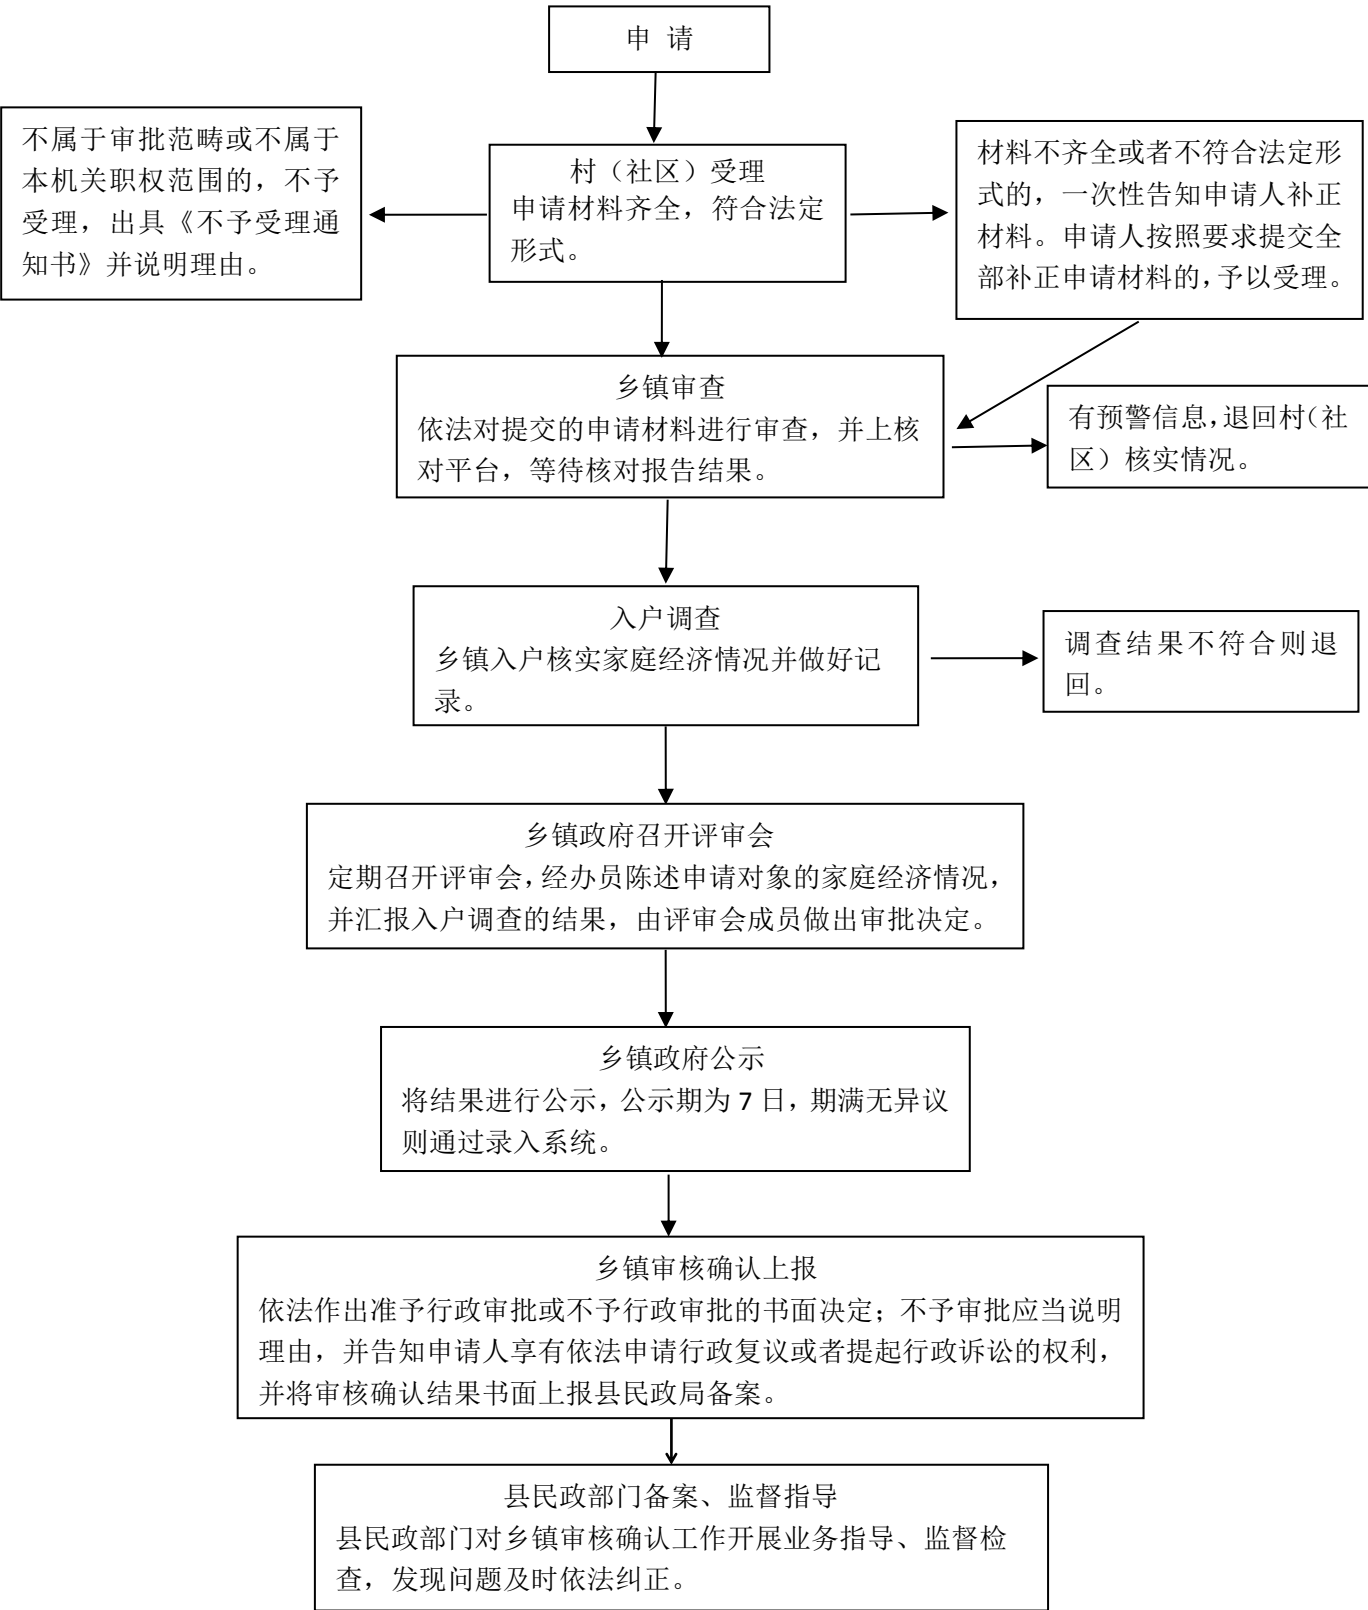 申 请
不属于审批范畴或不属于
本机关职权范围的，不予
受理，出具《不予受理通
知书》并说明理由。
村（社区）受理
申请材料齐全，符合法定
形式。
材料不齐全或者不符合法定形
式的，一次性告知申请人补正
材料。申请人按照要求提交全
部补正申请材料的，予以受理。
乡镇审查
依法对提交的申请材料进行审查，并上核
对平台，等待核对报告结果。
有预警信息，退回村（社
区）核实情况。
入户调查
乡镇入户核实家庭经济情况并做好记
录。
调查结果不符合则退
回。
乡镇政府召开评审会
定期召开评审会，经办员陈述申请对象的家庭经济情况，
并汇报入户调查的结果，由评审会成员做出审批决定。
乡镇政府公示
将结果进行公示，公示期为 7 日，期满无异议
则通过录入系统。
乡镇审核确认上报
依法作出准予行政审批或不予行政审批的书面决定；不予审批应当说明
理由，并告知申请人享有依法申请行政复议或者提起行政诉讼的权利，
并将审核确认结果书面上报县民政局备案。
县民政部门备案、监督指导
县民政部门对乡镇审核确认工作开展业务指导、监督检
查，发现问题及时依法纠正。